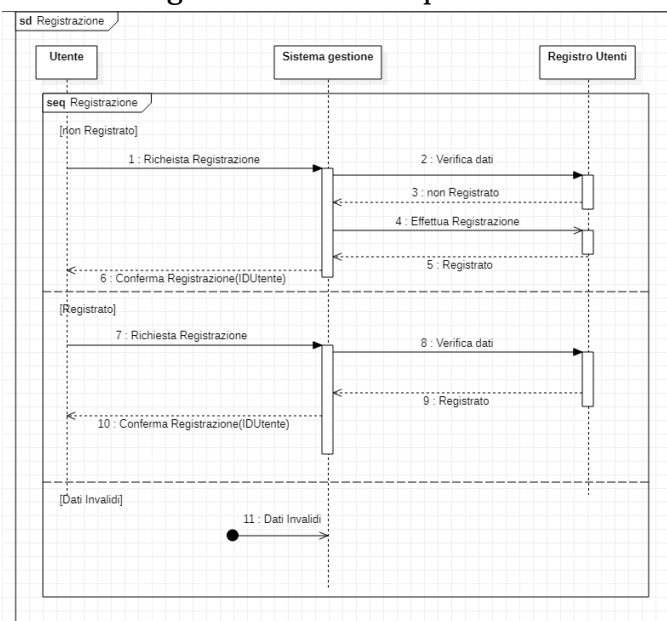 sd Registrazione
Utente
Sistema gestione
Registro Utenti
seq Registrazione
[non Registrato]
1 : Richeista Registrazione
2 : Verifica dati
3 : non Registrato
4 : Effettua Registrazione
5 : Registrato
6 : Conferma Registrazione(IDUtente)
[Registrato]
7 : Richiesta Registrazione
8 : Verifica dati
9 : Registrato
10 : Conferma Registrazione(IDUtente)
[Dati Invalidi]
11 : Dati Invalidi